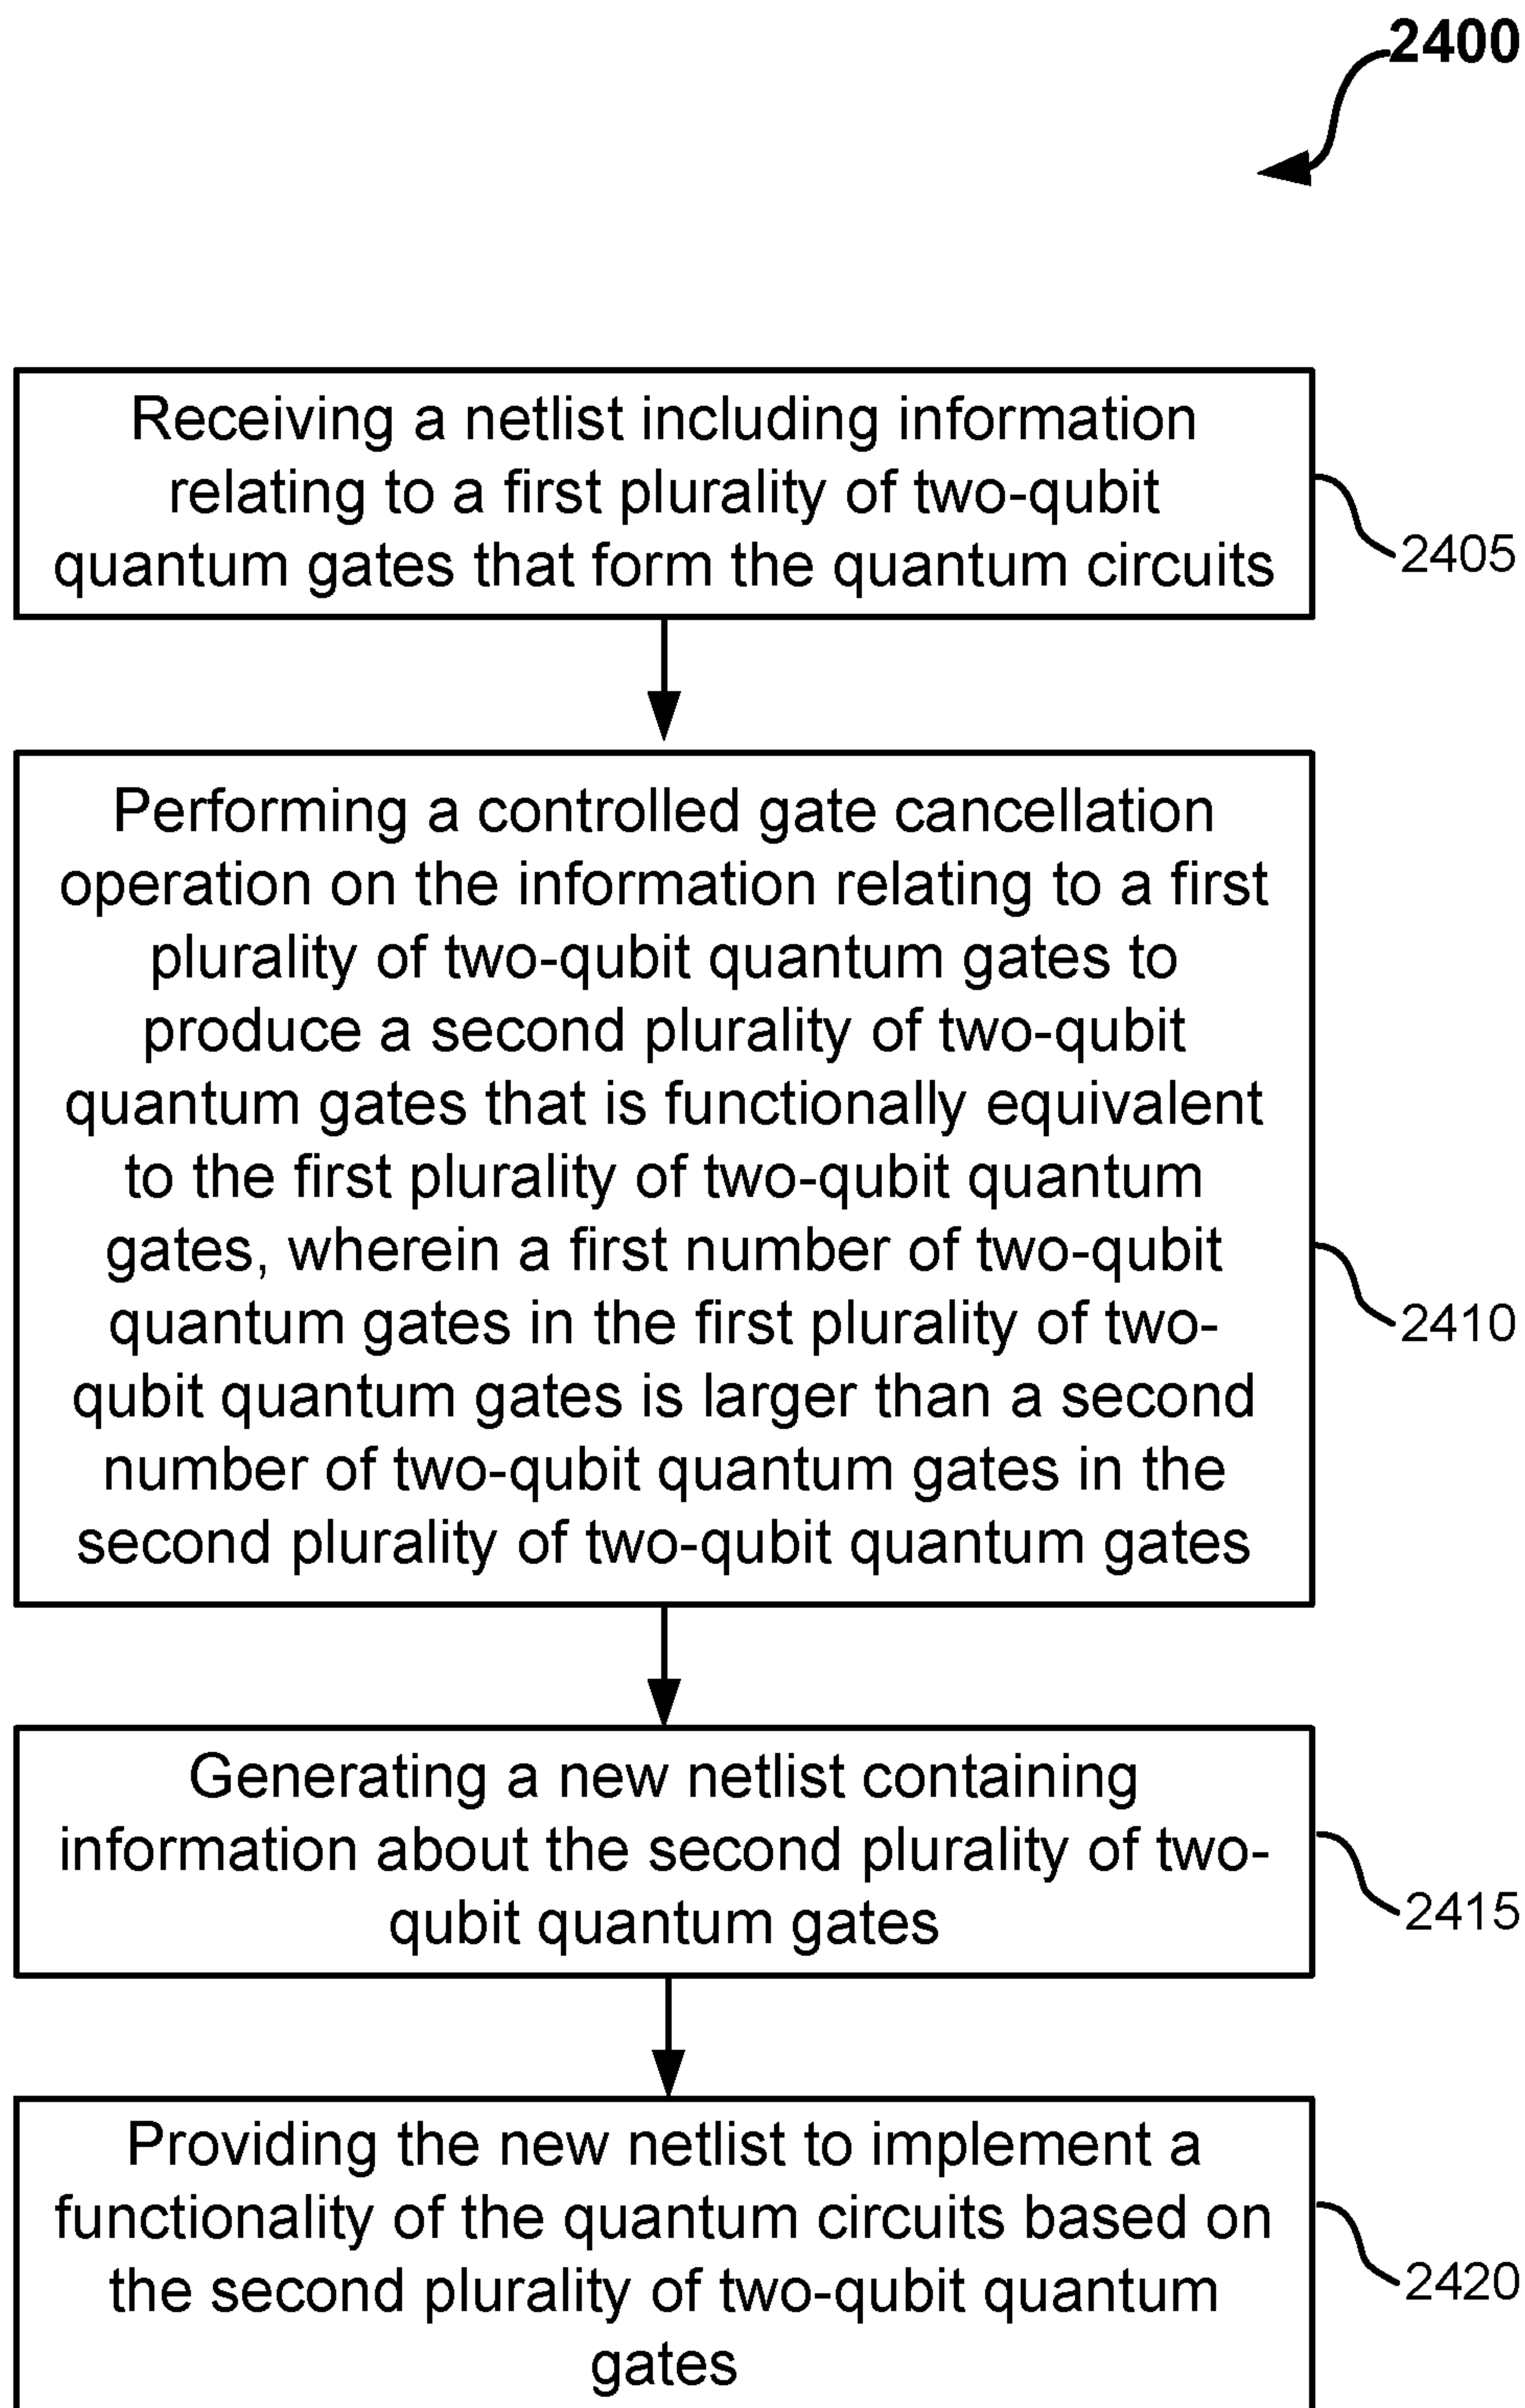 2400
Receiving a netlist including information
relating to a first plurality of two-qubit
quantum gates that form the quantum circuits
2405
Performing a controlled gate cancellation
operation on the information relating to a first
plurality of two-qubit quantum gates to
produce a second plurality of two-qubit
quantum gates that is functionally equivalent
to the first plurality of two-qubit quantum
gates, wherein a first number of two-qubit
quantum gates in the first plurality of two-
qubit quantum gates is larger than a second
number of two-qubit quantum gates in the
second plurality of two-qubit quantum gates
2410
Generating a new netlist containing
information about the second plurality of two-
qubit quantum gates
2415
Providing the new netlist to implement a
functionality of the quantum circuits based on
the second plurality of two-qubit quantum
gates
2420